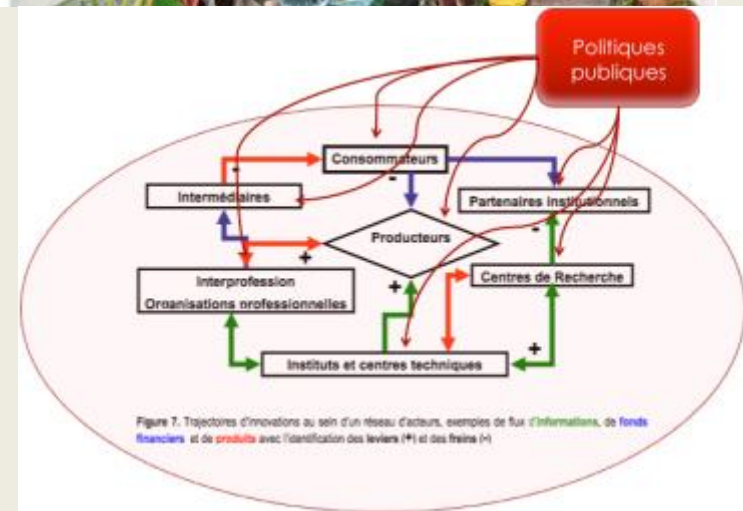 Politiques
publiques
Consommateurs
-
-
Intermédiaires
Partenaires institutionnels
-
Producteurs
+
+
Interprofession
Organisations professionnelles
Centres de Recherche
+
Instituts et centres techniques
Figure 7. Trajectoires d'innovations au sein d'un réseau d'acteurs, exemples de flux d'informations, de fonds
financiers et de produits avec l'identification des leviers (+) et des freins (-)